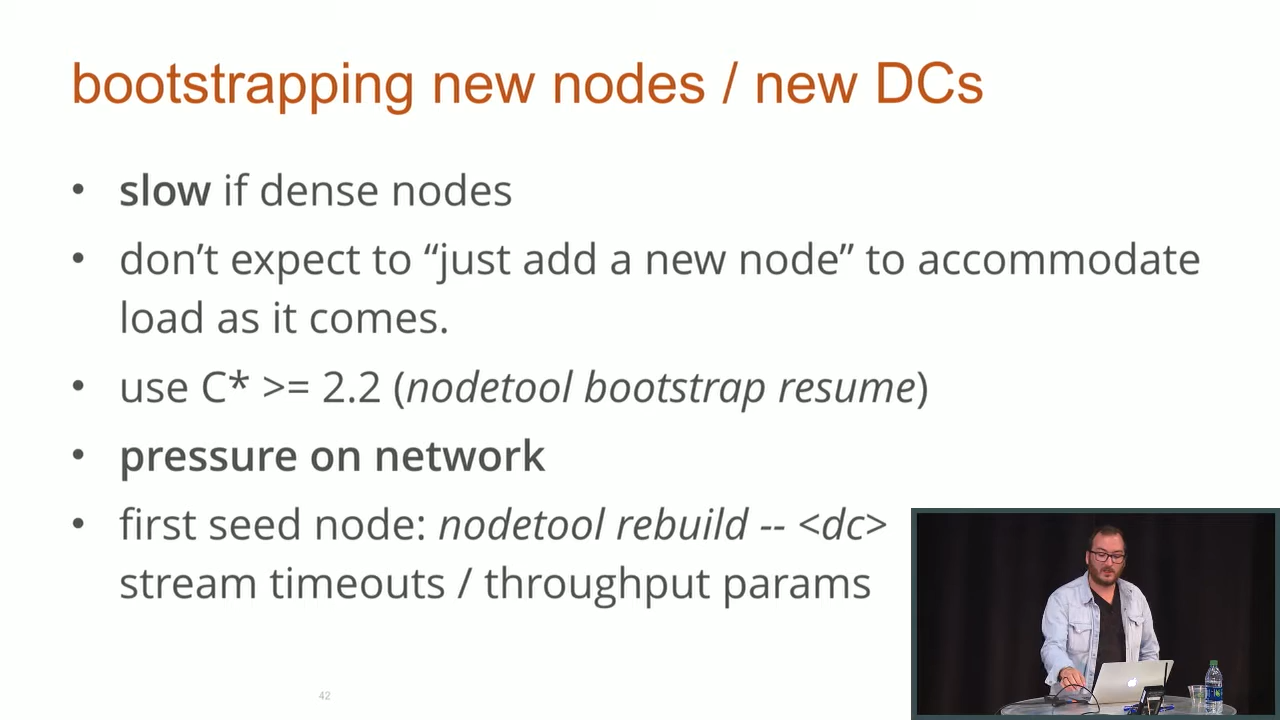 bootstrapping new nodes / new DCs
• slow if dense nodes
• don’t expect to “just add a new node” to accommodate
load as it comes.
• use C* >= 2.2 (nodetool bootstrap resume)
• pressure on network
• first seed node: nodetool rebuild -- <dc>
stream timeouts / throughput params
42